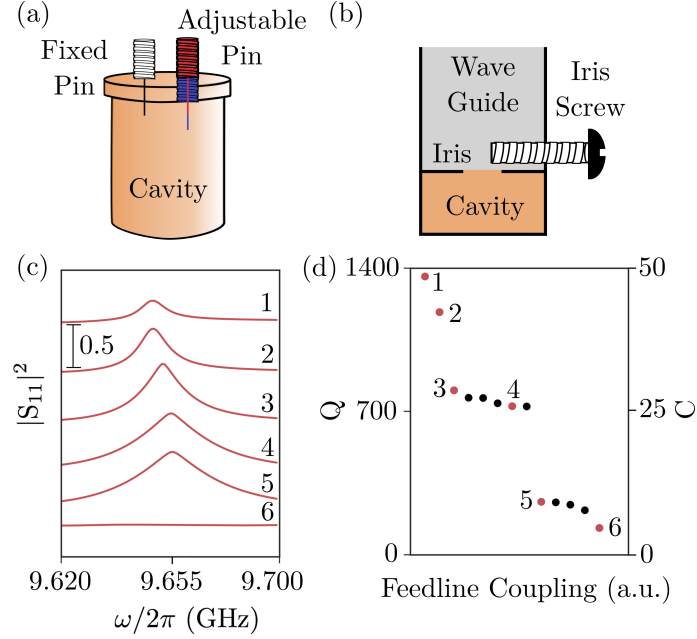 (a)
Fixed
Pin
Adjustable
Pin
Cavity
(b)
Wave
Guide
Iris
Screw
Iris
Cavity
(c)
|S₁₁|²
0.5
1
2
3
4
5
6
9.620
9.655
9.700
ω/2π (GHz)
(d)
1400
700
0
Q
50
25
0
C
1
2
3
4
5
6
Feedline Coupling (a.u.)